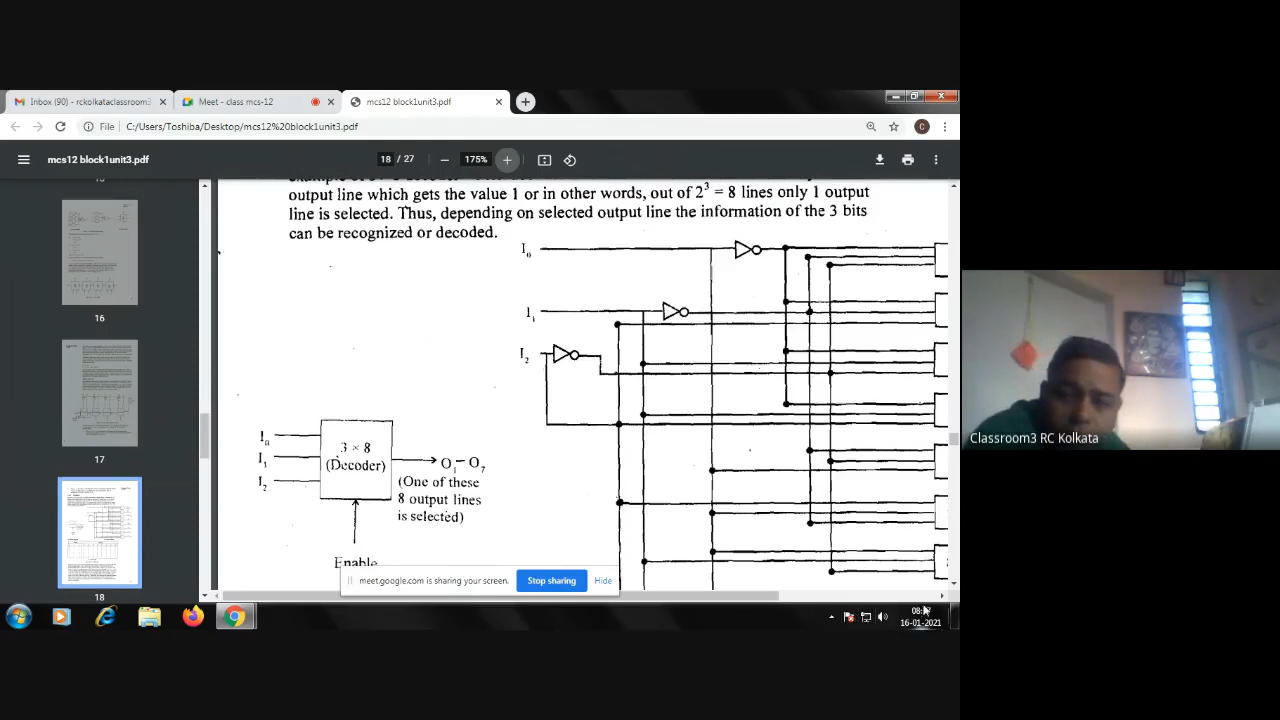 Inbox (90) - rckolkataclassroom3
Meet - class mcs-12
mcs12 block1unit3.pdf
File
C:/Users/Toshiba/Desktop/mcs12%20block1unit3.pdf
mcs12 block1unit3.pdf
18 / 27
175%
output line which gets the value 1 or in other words, out of 2³ = 8 lines only 1 output
line is selected. Thus, depending on selected output line the information of the 3 bits
can be recognized or decoded.
I₀
I₁
I₂
I₀
I₁
I₂
3 × 8
(Decoder)
O₁ – O₇
(One of these
8 output lines
is selected)
Enable
16
17
18
meet.google.com is sharing your screen.
Stop sharing
Hide
16-01-2021
Classroom3 RC Kolkata
C